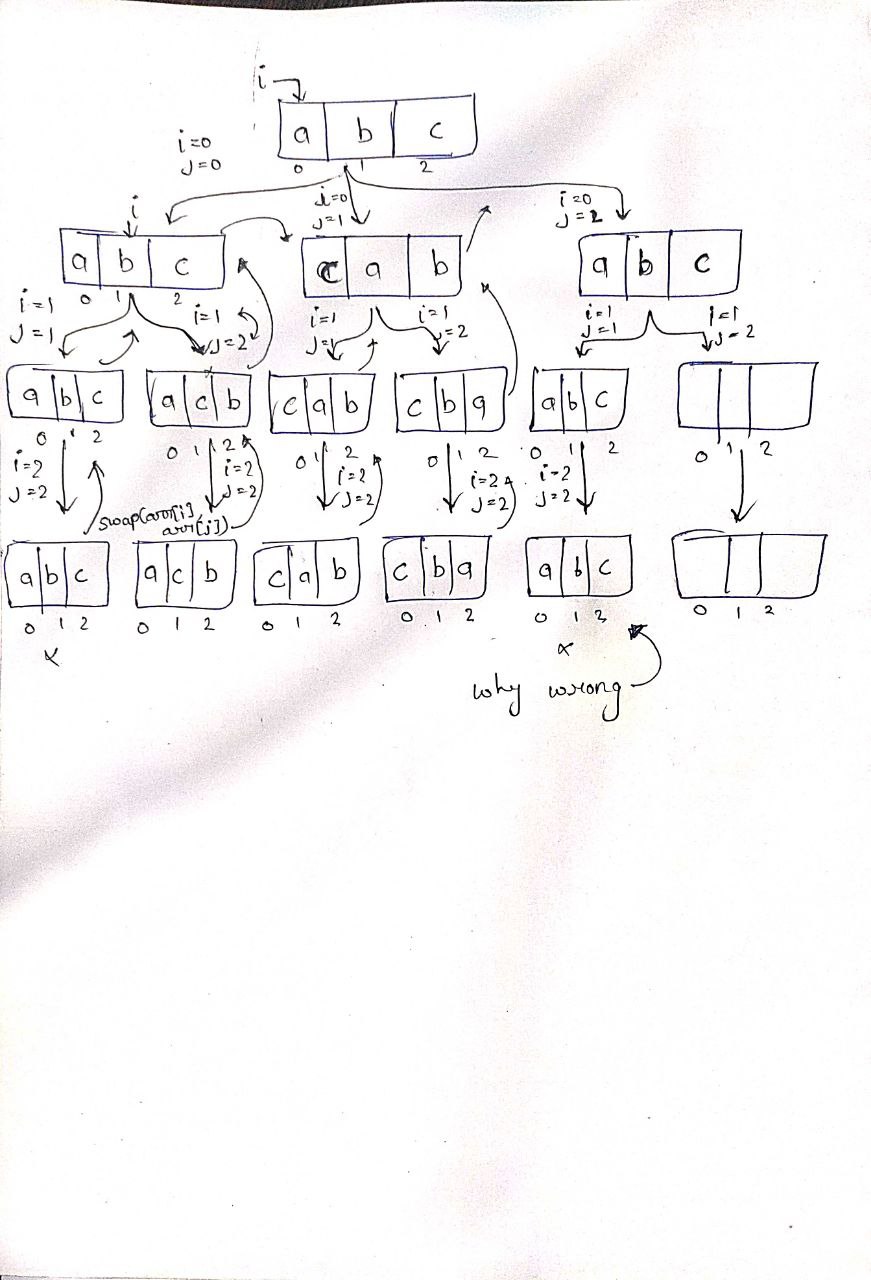 i
a b c
i=0
j=0
0 1 2
i
i=0
j=1
i=0
j=2
a b c
c a b
a b c
0 1 2
i=1
j=1
i=1
j=2
i=1
j=1
i=1
j=2
i=1
j=1
i=1
j=2
a b c
a c b
c a b
c b a
a b c
0 1 2
0 1 2
0 1 2
0 1 2
0 1 2
0 1 2
i=2
j=2
i=2
j=2
i=2
j=2
i=2
j=2
i=2
j=2
swap(arr[i]
arr[j])
a b c
a c b
c a b
c b a
a b c
0 1 2
0 1 2
0 1 2
0 1 2
0 1 2
0 1 2
x
x
why wrong